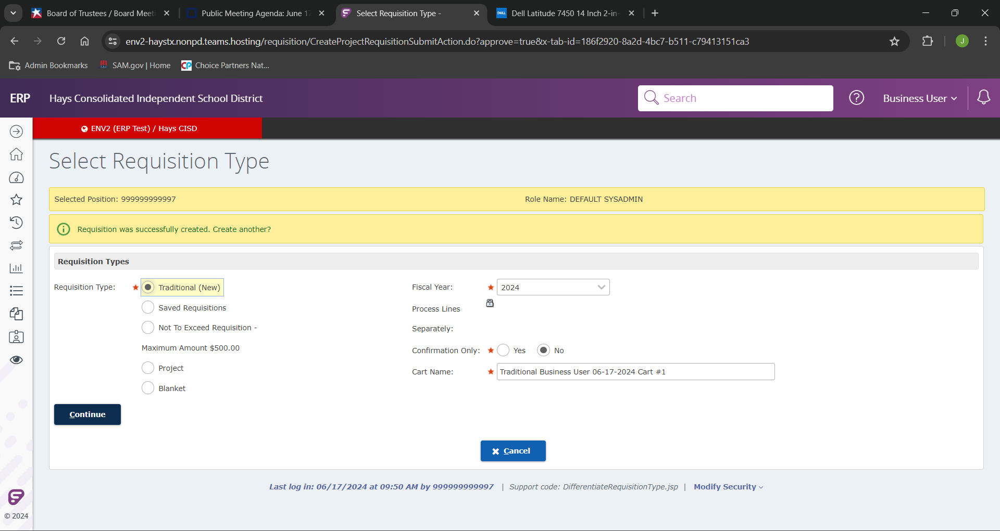 Board of Trustees / Board Meeti
Public Meeting Agenda: June 17
Select Requisition Type -
DELL
Dell Latitude 7450 14 Inch 2-in-
env2-haystx.nonpd.teams.hosting/requisition/CreateProjectRequisitionSubmitAction.do?approve=true&x-tab-id=186f2920-8a2d-4bc7-b511-c79413151ca3
J
Admin Bookmarks
SAM.gov | Home
CP
Choice Partners Nat...
ERP
Hays Consolidated Independent School District
Search
Business User
ENV2 (ERP Test) / Hays CISD
Select Requisition Type
Selected Position: 999999999997
Role Name: DEFAULT SYSADMIN
Requisition was successfully created. Create another?
Requisition Types
Requisition Type:
Traditional (New)
Saved Requisitions
Not To Exceed Requisition -
Maximum Amount $500.00
Project
Blanket
Fiscal Year:
2024
Process Lines
Separately:
Confirmation Only:
Yes
No
Cart Name:
Traditional Business User 06-17-2024 Cart #1
Continue
Cancel
Last log in: 06/17/2024 at 09:50 AM by 999999999997 | Support code: DifferentiateRequisitionType.jsp | Modify Security
© 2024